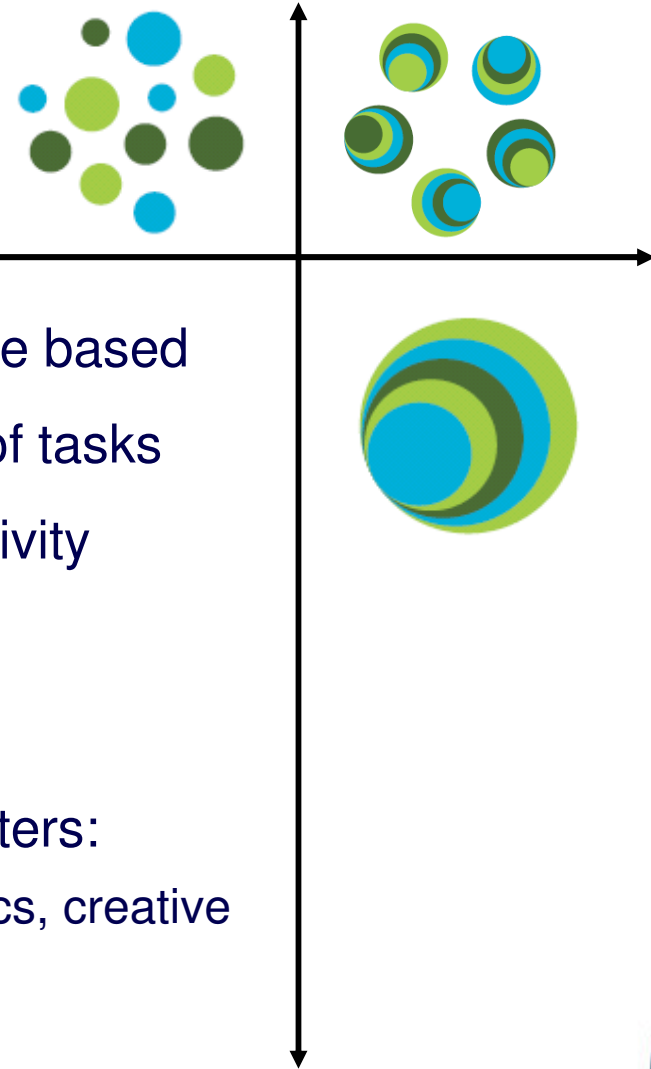 e based
of tasks
ivity
ters:
cs, creative